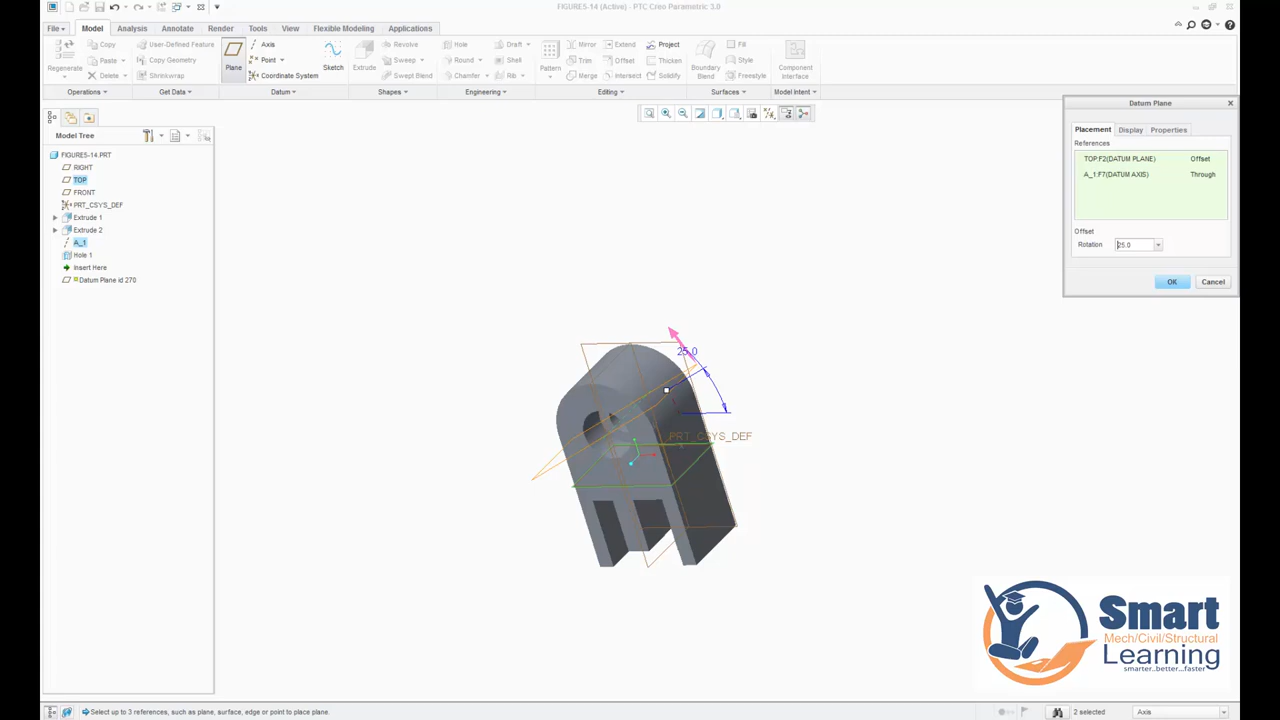 FIGURE5-14 (Active) - PTC Creo Parametric 3.0
File Model Analysis Annotate Render Tools View Flexible Modeling Applications
Regenerate Copy Paste Delete User-Defined Feature Copy Geometry Shrinkwrap Plane Axis Point Coordinate System Sketch Extrude Revolve Sweep Swept Blend Hole Round Chamfer Draft Shell Rib Pattern Mirror Trim Merge Extend Offset Intersect Project Thicken Solidify Boundary Blend Fill Style Freestyle Component Interface
Operations Get Data Datum Shapes Engineering Editing Surfaces Model Intent
Model Tree
FIGURE5-14.PRT
RIGHT
TOP
FRONT
PRT_CSYS_DEF
Extrude 1
Extrude 2
A_1
Hole 1
Insert Here
Datum Plane id 270
Datum Plane
Placement Display Properties
References
TOP:F2(DATUM PLANE) Offset
A_1:F7(DATUM AXIS) Through
Offset
Rotation 25.0
OK Cancel
25.0
PRT_CSYS_DEF
Smart
Mech/Civil/Structural
Learning
smarter..better...faster
Select up to 3 references, such as plane, surface, edge or point to place plane.
2 selected Axis